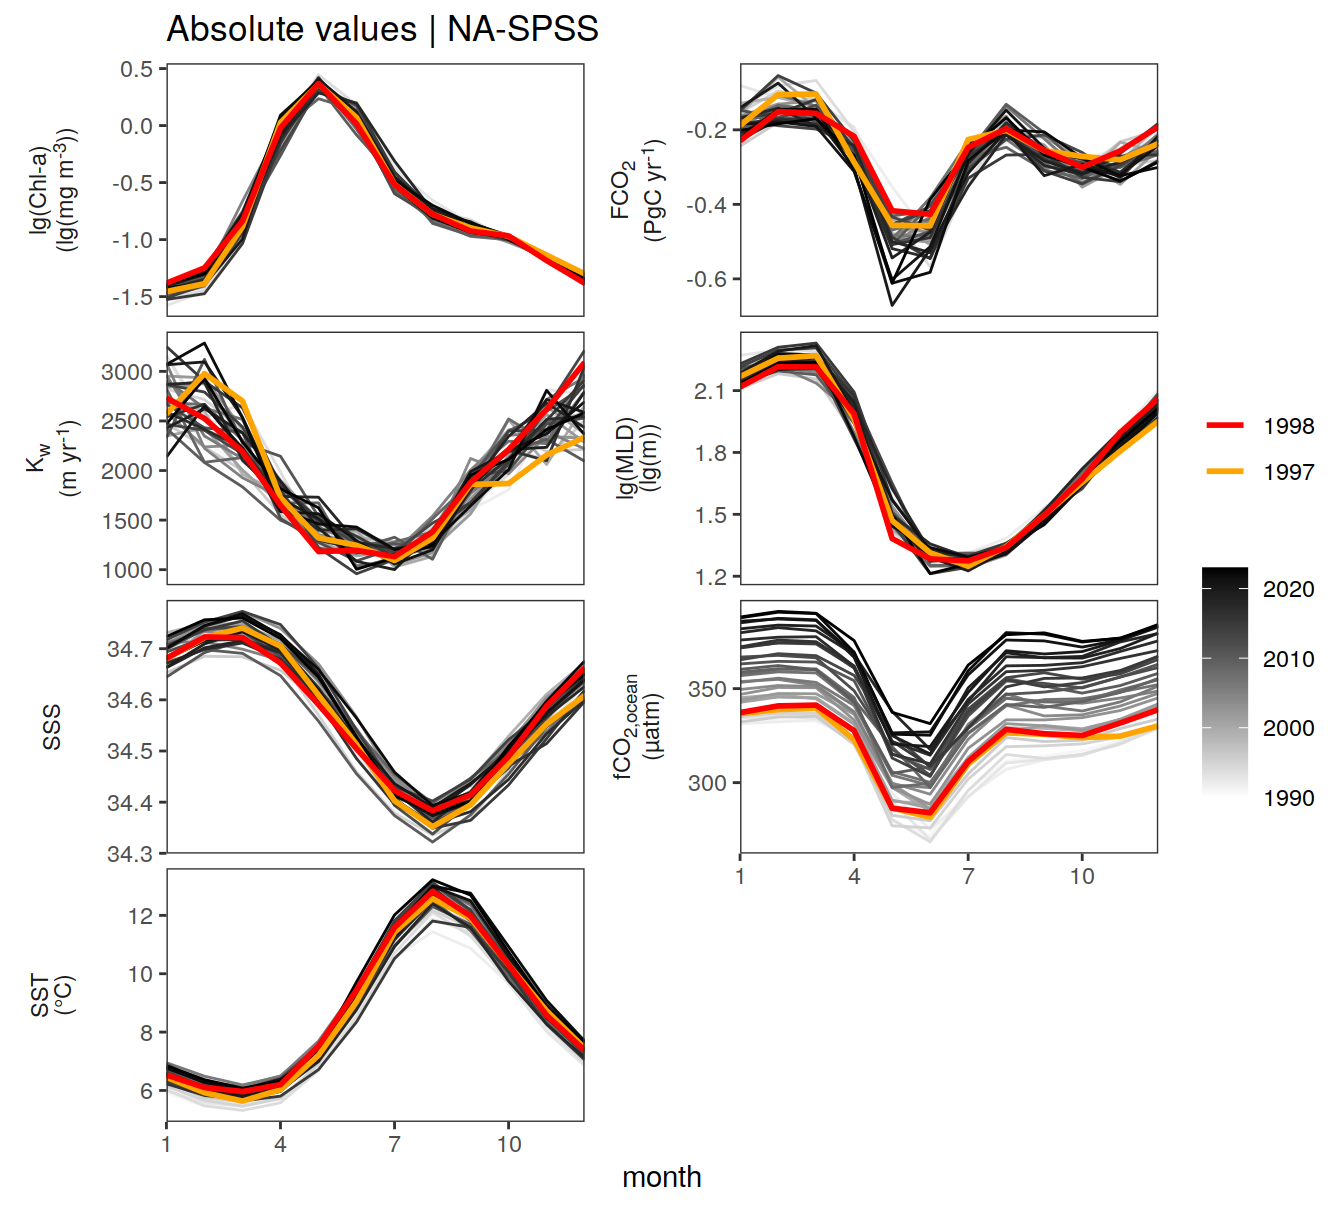 Absolute values | NA-SPSS
lg(Chl-a)
(lg(mg m-3))
0.5
0.0
-0.5
-1.0
-1.5
FCO2
(PgC yr-1)
-0.2
-0.4
-0.6
Kw
(m yr-1)
3000
2500
2000
1500
1000
lg(MLD)
(lg(m))
2.1
1.8
1.5
1.2
SSS
34.7
34.6
34.5
34.4
34.3
fCO2,ocean
(µatm)
350
300
1
4
7
10
SST
(°C)
12
10
8
6
1
4
7
10
month
1998
1997
2020
2010
2000
1990